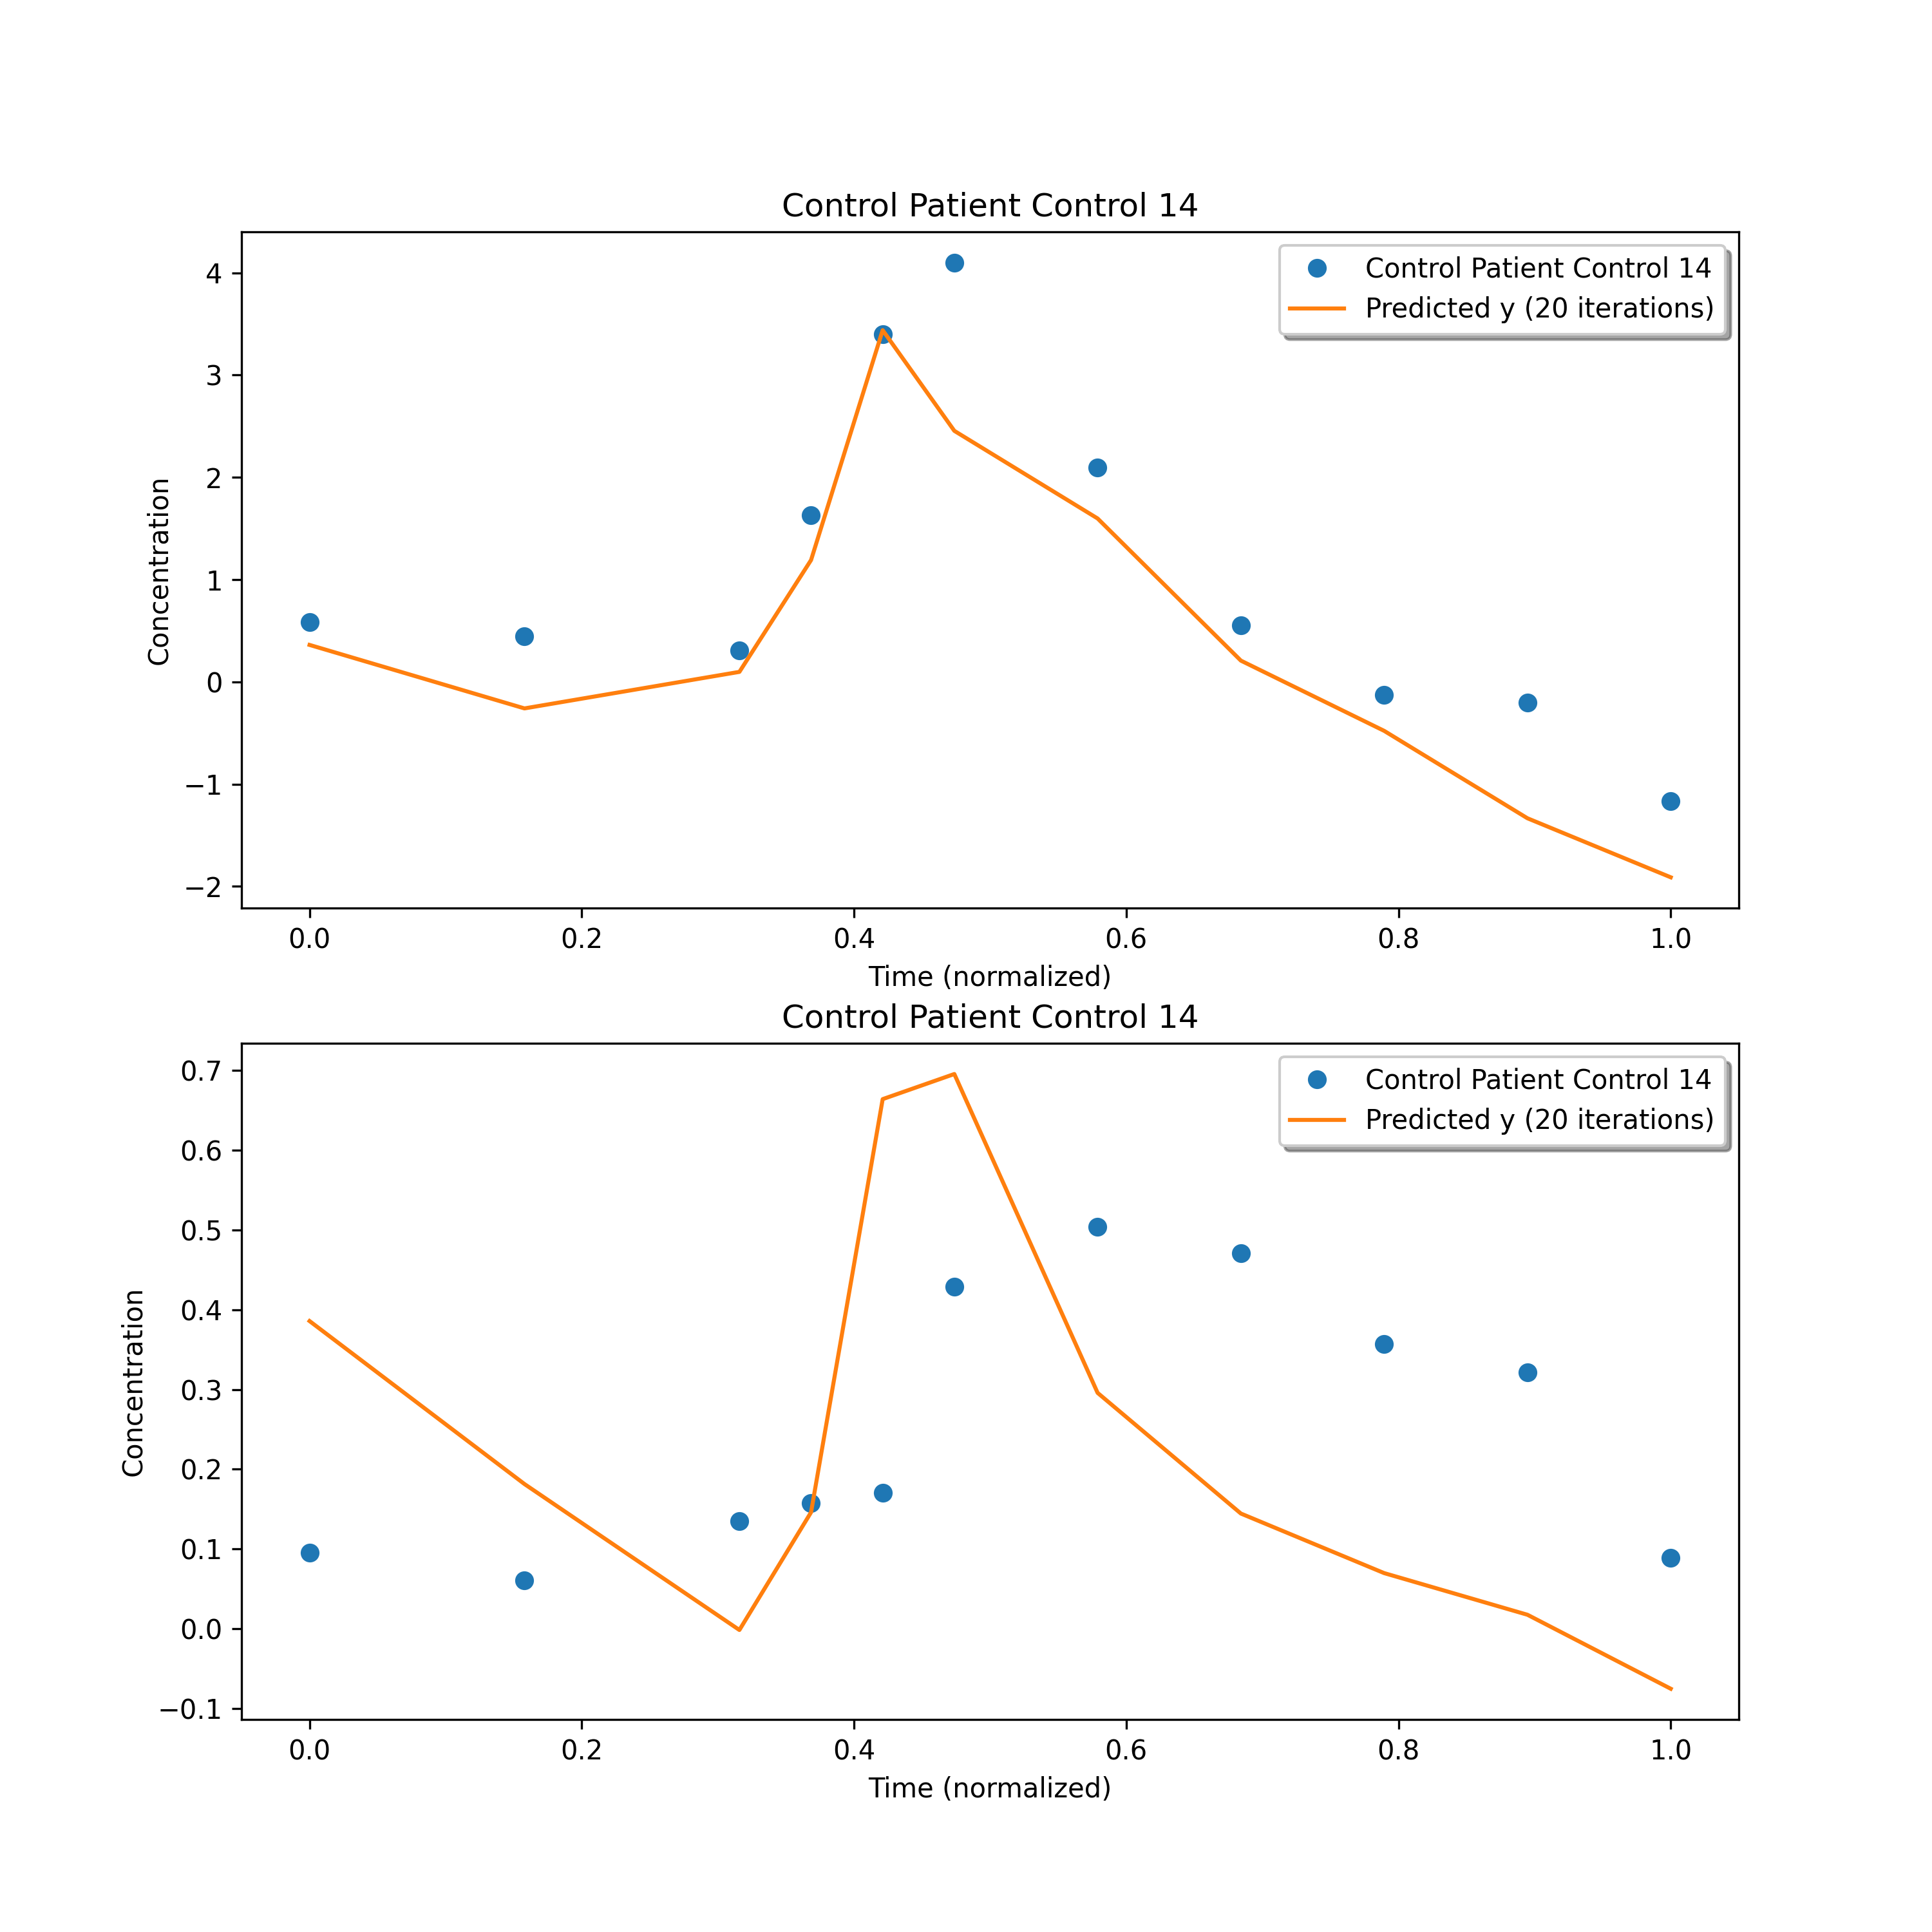 Control Patient Control 14
Control Patient Control 14
Predicted y (20 iterations)
Concentration
4
3
2
1
0
−1
−2
0.0 0.2 0.4 0.6 0.8 1.0
Time (normalized)
Control Patient Control 14
Control Patient Control 14
Predicted y (20 iterations)
Concentration
0.7
0.6
0.5
0.4
0.3
0.2
0.1
0.0
−0.1
0.0 0.2 0.4 0.6 0.8 1.0
Time (normalized)